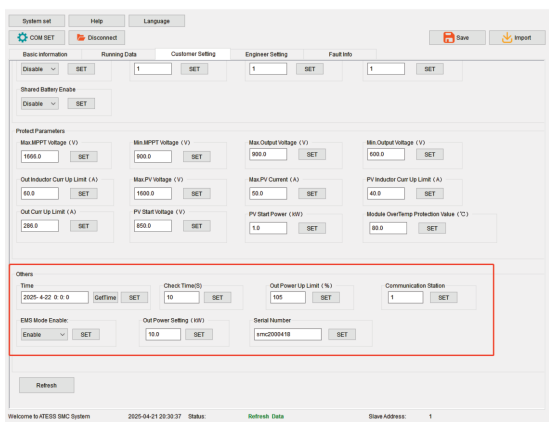 System set Help Language
COM SET Disconnect Save Import
Basic information Running Data Customer Setting Engineer Setting Fault Info
Disable SET 1 SET 1 SET 1 SET
Shared Battery Enabe
Disable SET
Protect Parameters
Max.MPPT Voltage (V) Min.MPPT Voltage (V) Max.Output Voltage (V) Min.Output Voltage (V)
1666.0 SET 900.0 SET 900.0 SET 600.0 SET
Out Inductor Curr Up Limit (A) Max.PV Voltage (V) Max.PV Current (A) PV Inductor Curr Up Limit (A)
60.0 SET 1600.0 SET 50.0 SET 40.0 SET
Out Curr Up Limit (A) PV Start Voltage (V) PV Start Power (kW) Module OverTemp Protection Value (℃)
286.0 SET 850.0 SET 1.0 SET 80.0 SET
Others
Time Check Time(S) Out Power Up Limit (%) Communication Station
2025- 4-22 0: 0: 0 GetTime SET 10 SET 105 SET 1 SET
EMS Mode Enable: Out Power Setting (kW) Serial Number
Enable SET 10.0 SET smc2000418 SET
Refresh
Welcome to ATESS SMC System 2025-04-21 20:30:37 Status: Refresh Data Slave Address: 1